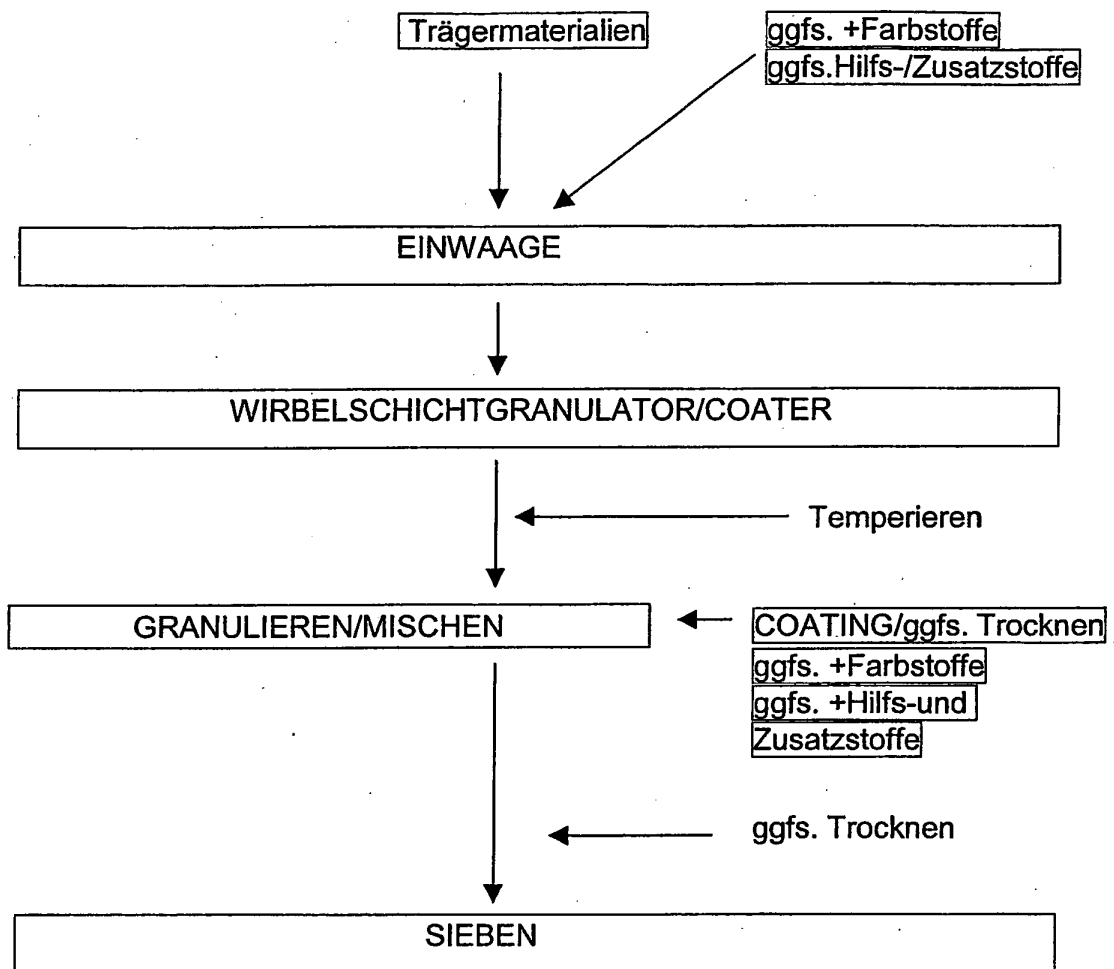 Trägermaterialien
ggfs. +Farbstoffe
ggfs.Hilfs-/Zusatzstoffe
EINWAAGE
WIRBELSCHICHTGRANULATOR/COATER
Temperieren
GRANULIEREN/MISCHEN
COATING/ggfs. Trocknen
ggfs. +Farbstoffe
ggfs. +Hilfs-und
Zusatzstoffe
ggfs. Trocknen
SIEBEN